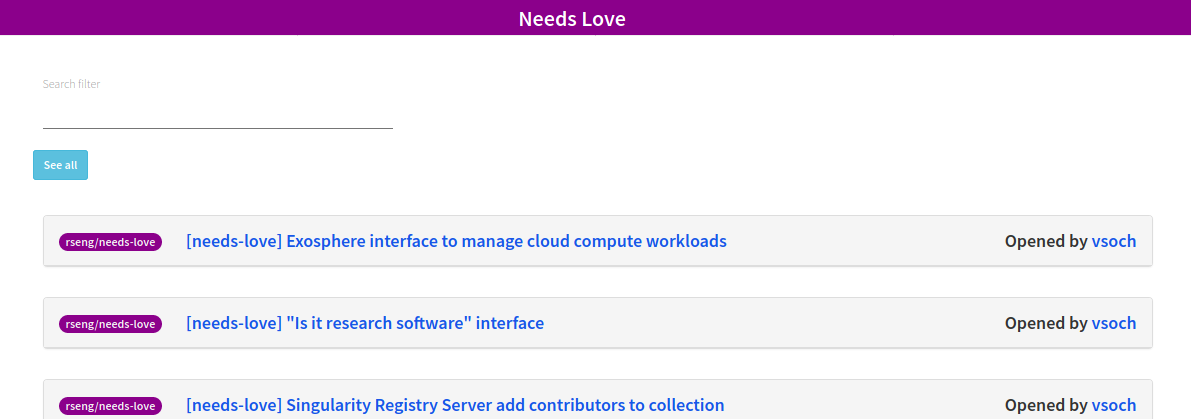 Needs Love
Search filter
See all
rseng/needs-love [needs-love] Exosphere interface to manage cloud compute workloads Opened by vsoch
rseng/needs-love [needs-love] "Is it research software" interface Opened by vsoch
rseng/needs-love [needs-love] Singularity Registry Server add contributors to collection Opened by vsoch